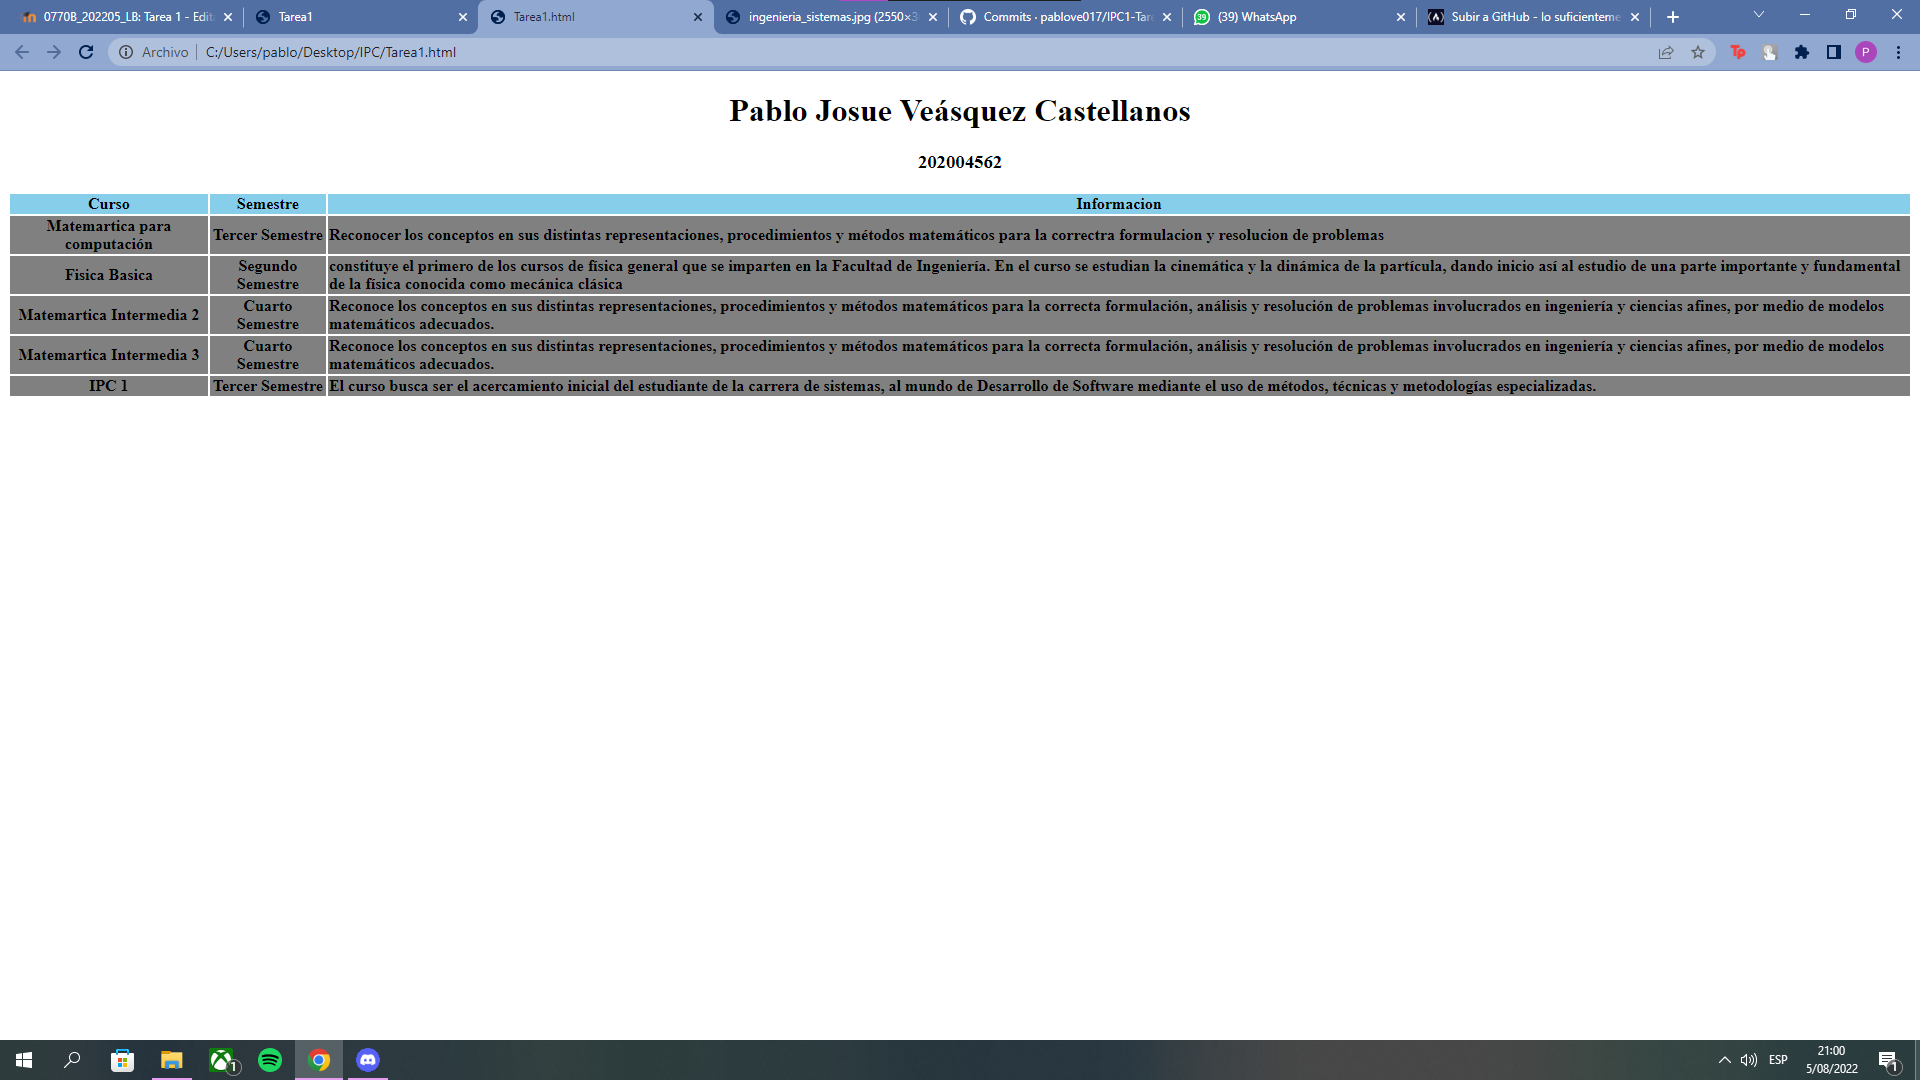 0770B_202205_LB: Tarea 1 - Edit
Tarea1
Tarea1.html
ingenieria_sistemas.jpg (2550×3
Commits · pablove017/IPC1-Tar
(39) WhatsApp
Subir a GitHub - lo suficienteme
Archivo
C:/Users/pablo/Desktop/IPC/Tarea1.html
Tp
P
Pablo Josue Veásquez Castellanos
202004562
Curso Semestre Informacion
Matemartica para
computación
Tercer Semestre
Reconocer los conceptos en sus distintas representaciones, procedimientos y métodos matemáticos para la correctra formulacion y resolucion de problemas
Fisica Basica
Segundo
Semestre
constituye el primero de los cursos de física general que se imparten en la Facultad de Ingeniería. En el curso se estudian la cinemática y la dinámica de la partícula, dando inicio así al estudio de una parte importante y fundamental
de la física conocida como mecánica clásica
Matemartica Intermedia 2
Cuarto
Semestre
Reconoce los conceptos en sus distintas representaciones, procedimientos y métodos matemáticos para la correcta formulación, análisis y resolución de problemas involucrados en ingeniería y ciencias afines, por medio de modelos
matemáticos adecuados.
Matemartica Intermedia 3
Cuarto
Semestre
Reconoce los conceptos en sus distintas representaciones, procedimientos y métodos matemáticos para la correcta formulación, análisis y resolución de problemas involucrados en ingeniería y ciencias afines, por medio de modelos
matemáticos adecuados.
IPC 1
Tercer Semestre
El curso busca ser el acercamiento inicial del estudiante de la carrera de sistemas, al mundo de Desarrollo de Software mediante el uso de métodos, técnicas y metodologías especializadas.
1
ESP
21:00
5/08/2022
1